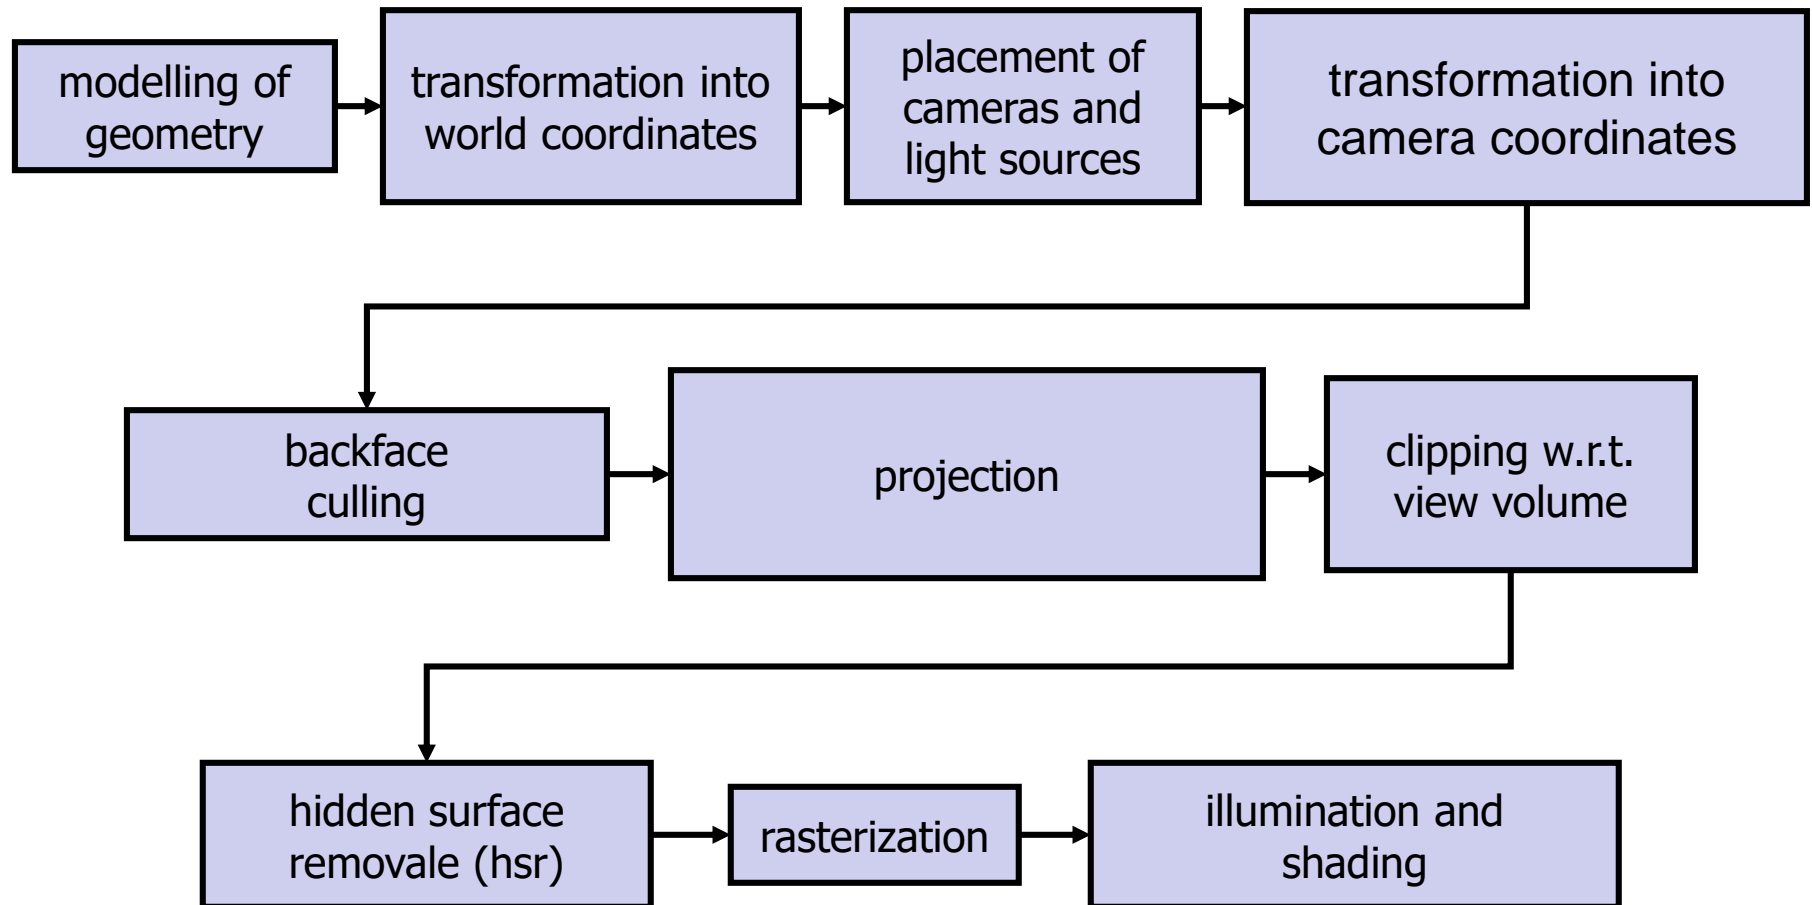 modelling of
geometry
transformation into
world coordinates
placement of
cameras and
light sources
transformation into
camera coordinates
backface
culling
projection
clipping w.r.t.
view volume
hidden surface
removale (hsr)
rasterization
illumination and
shading